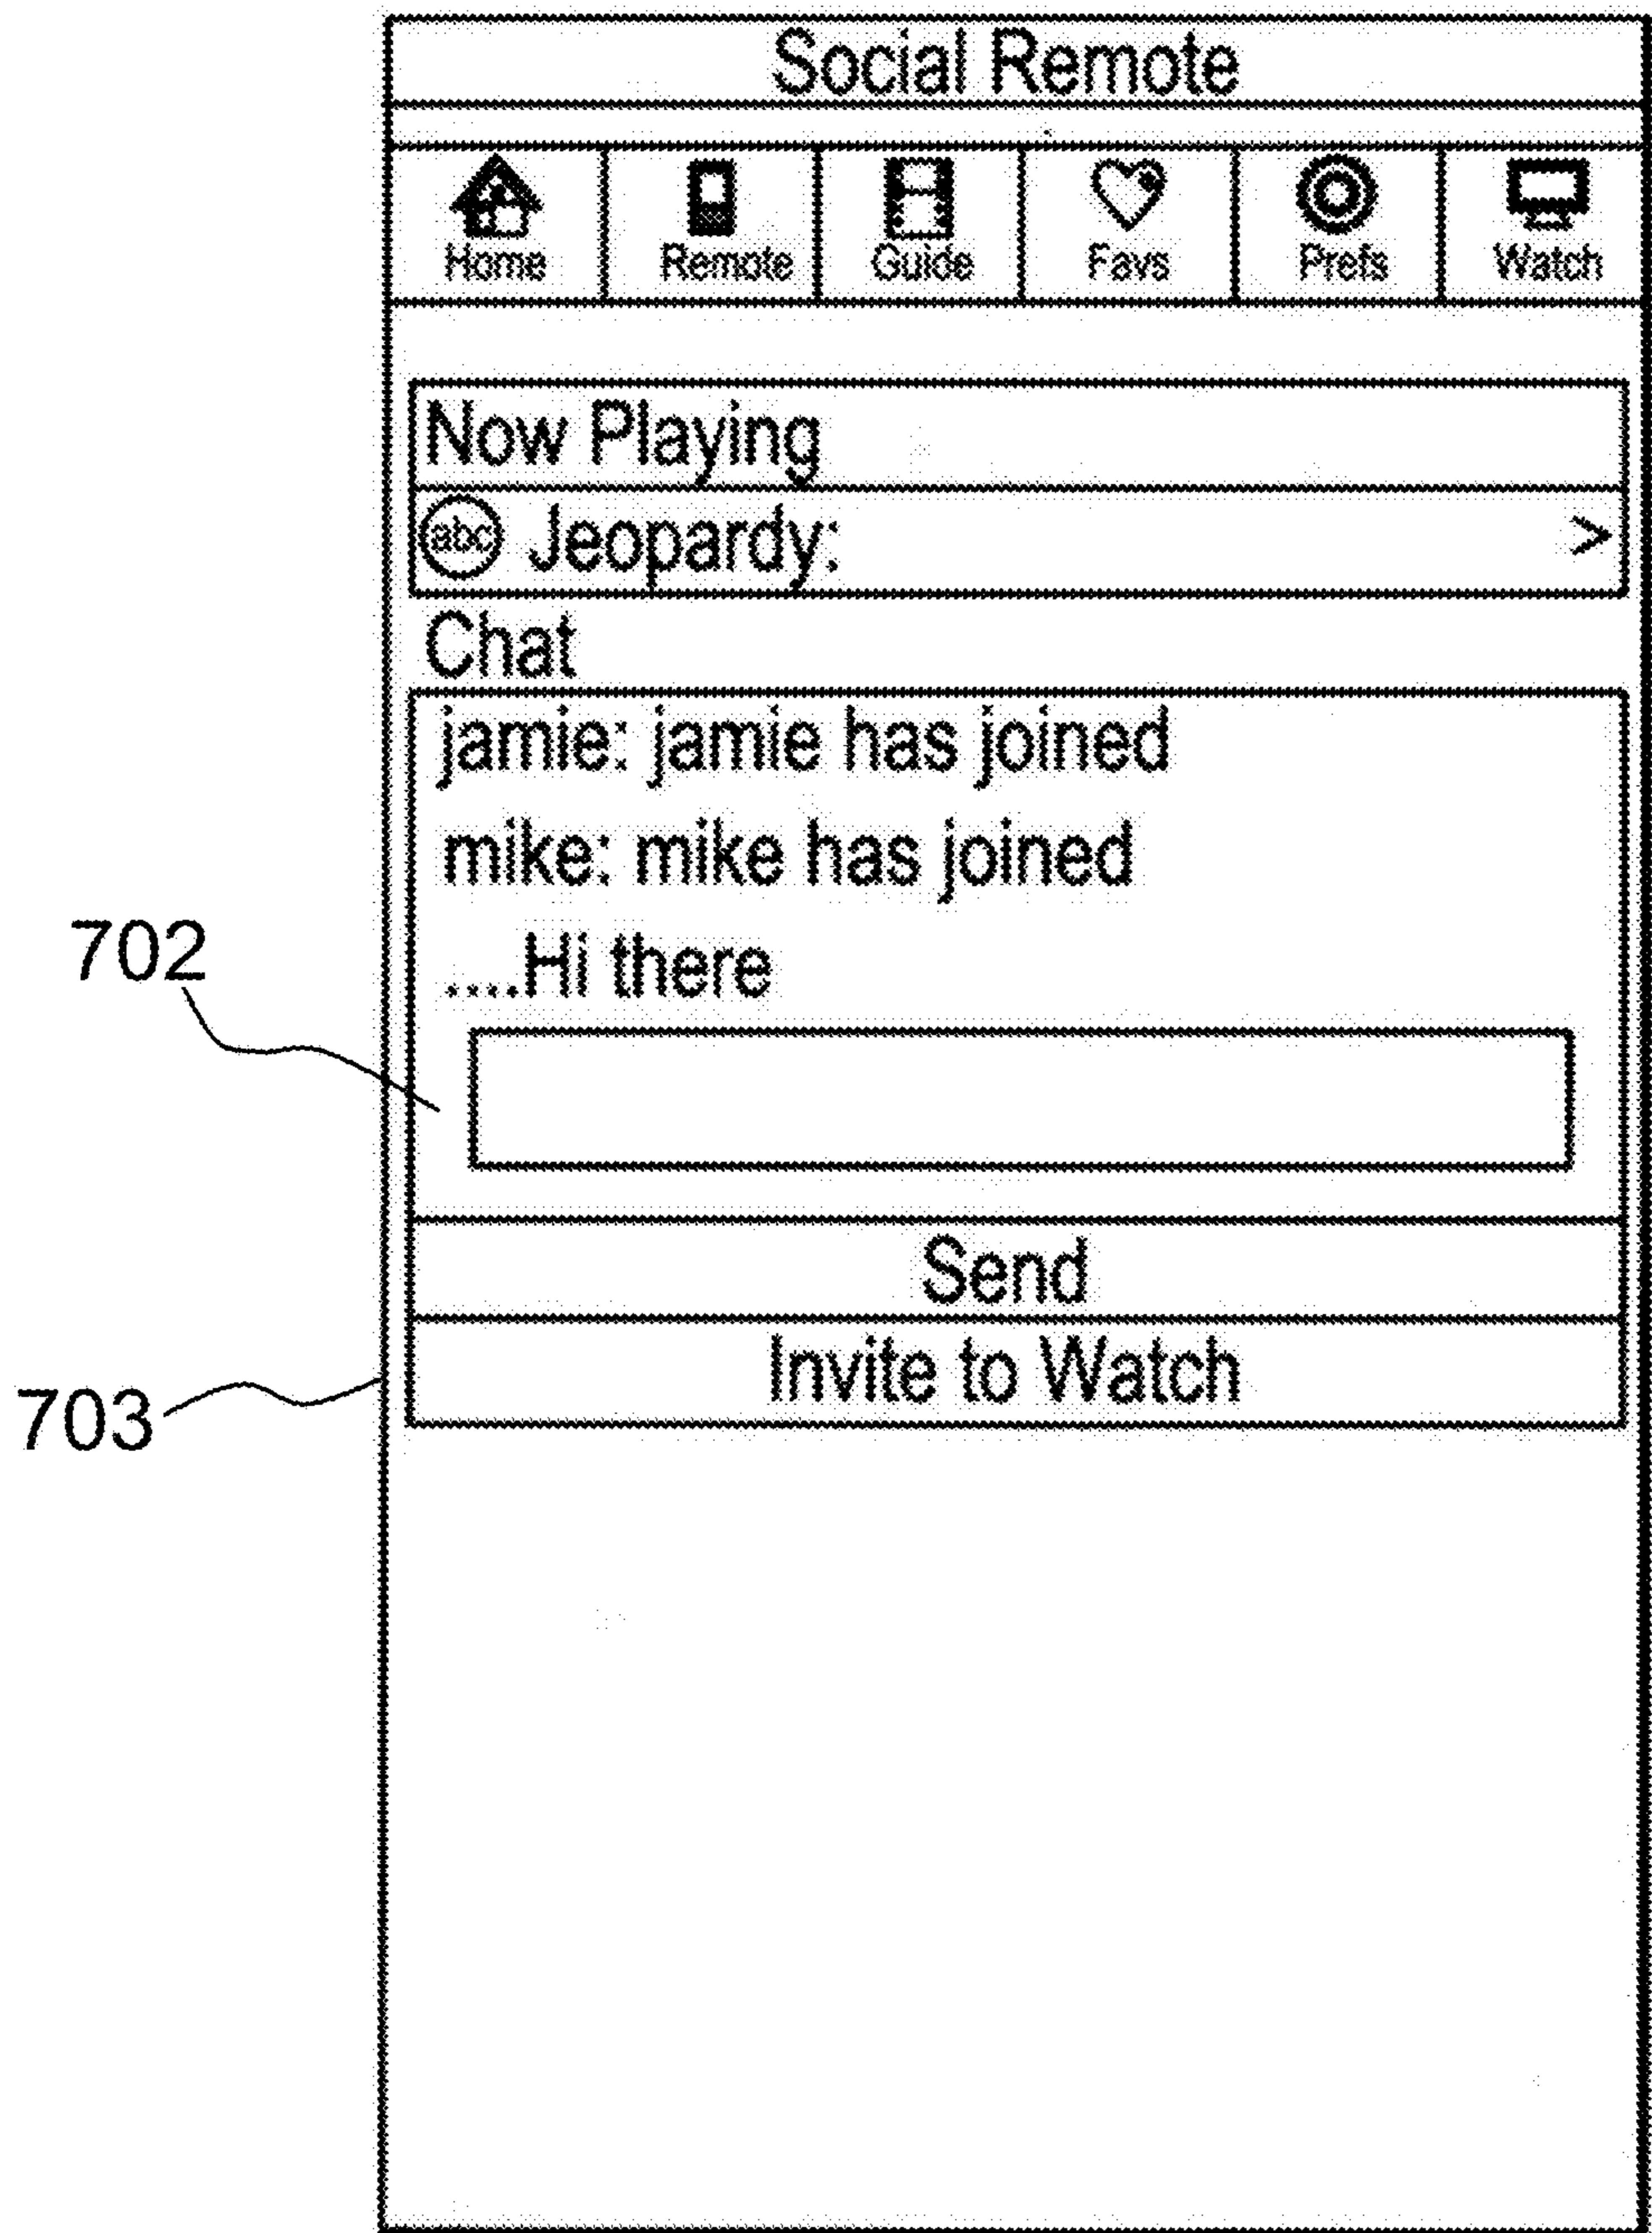 Social Remote
Home Remote Guide Favs Prefs Watch
Now Playing
abc Jeopardy: >
Chat
jamie: jamie has joined
mike: mike has joined
....Hi there
702
Send
Invite to Watch
703